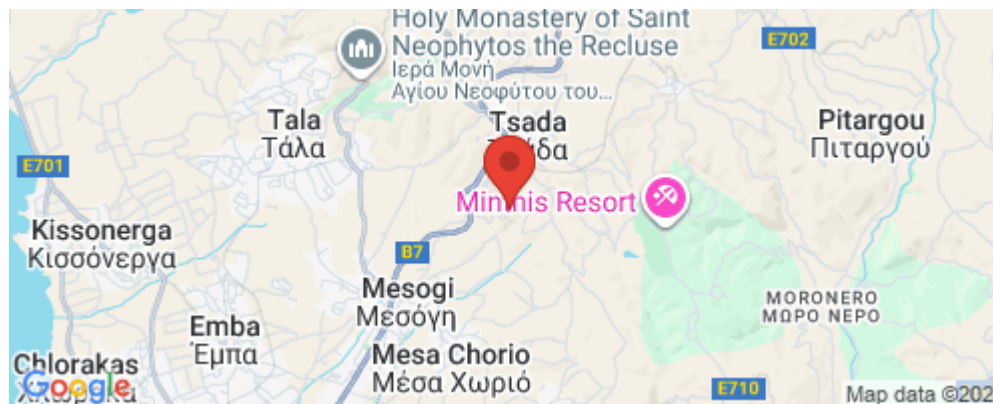 Holy Monastery of Saint
Neophytos the Recluse
Ιερά Μονή
Αγίου Νεοφύτου του...
E702
Tala
Τάλα
Tsada
Pitargou
Πιταργού
E701
Resort
Kissonerga
Κισσόνεργα
B7
Mesogi
Μεσόγη
MORONERO
ΜΩΡΟ ΝΕΡΟ
Emba
Έμπα
Mesa Chorio
Μέσα Χωριό
Chlorakas
Google
E710
Map data ©202